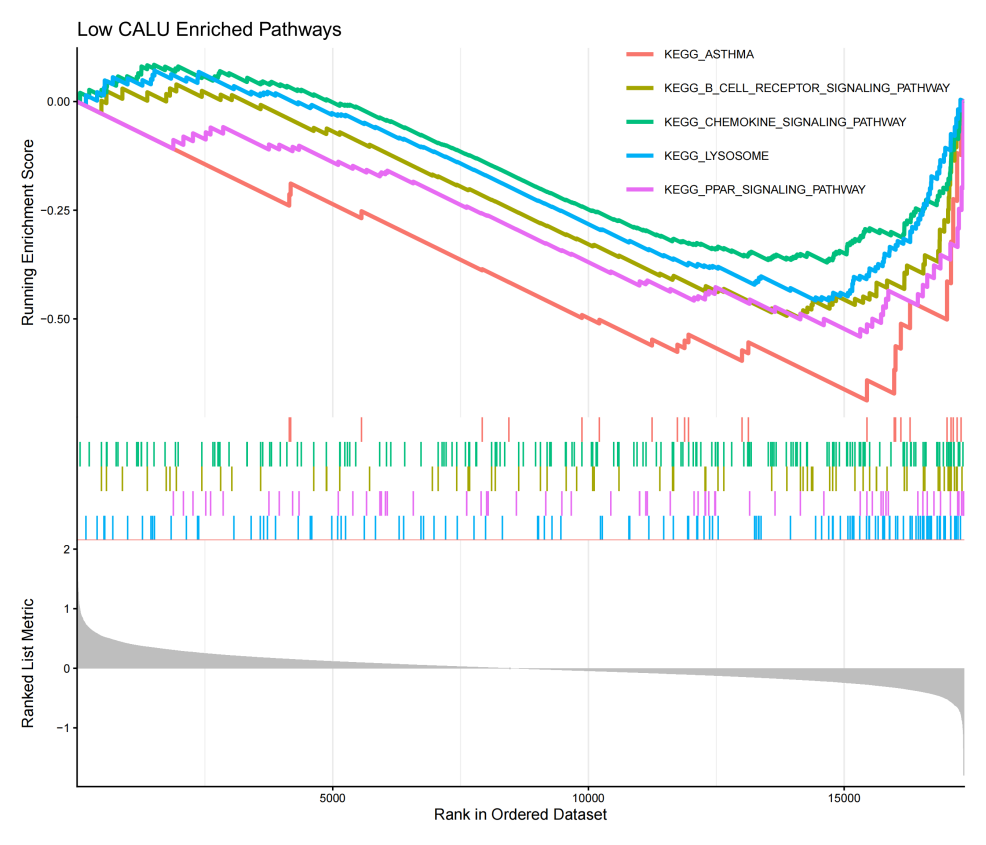 Low CALU Enriched Pathways
KEGG_ASTHMA
KEGG_B_CELL_RECEPTOR_SIGNALING_PATHWAY
KEGG_CHEMOKINE_SIGNALING_PATHWAY
KEGG_LYSOSOME
KEGG_PPAR_SIGNALING_PATHWAY
Running Enrichment Score
0.00
−0.25
−0.50
Ranked List Metric
2
1
0
−1
5000
10000
15000
Rank in Ordered Dataset